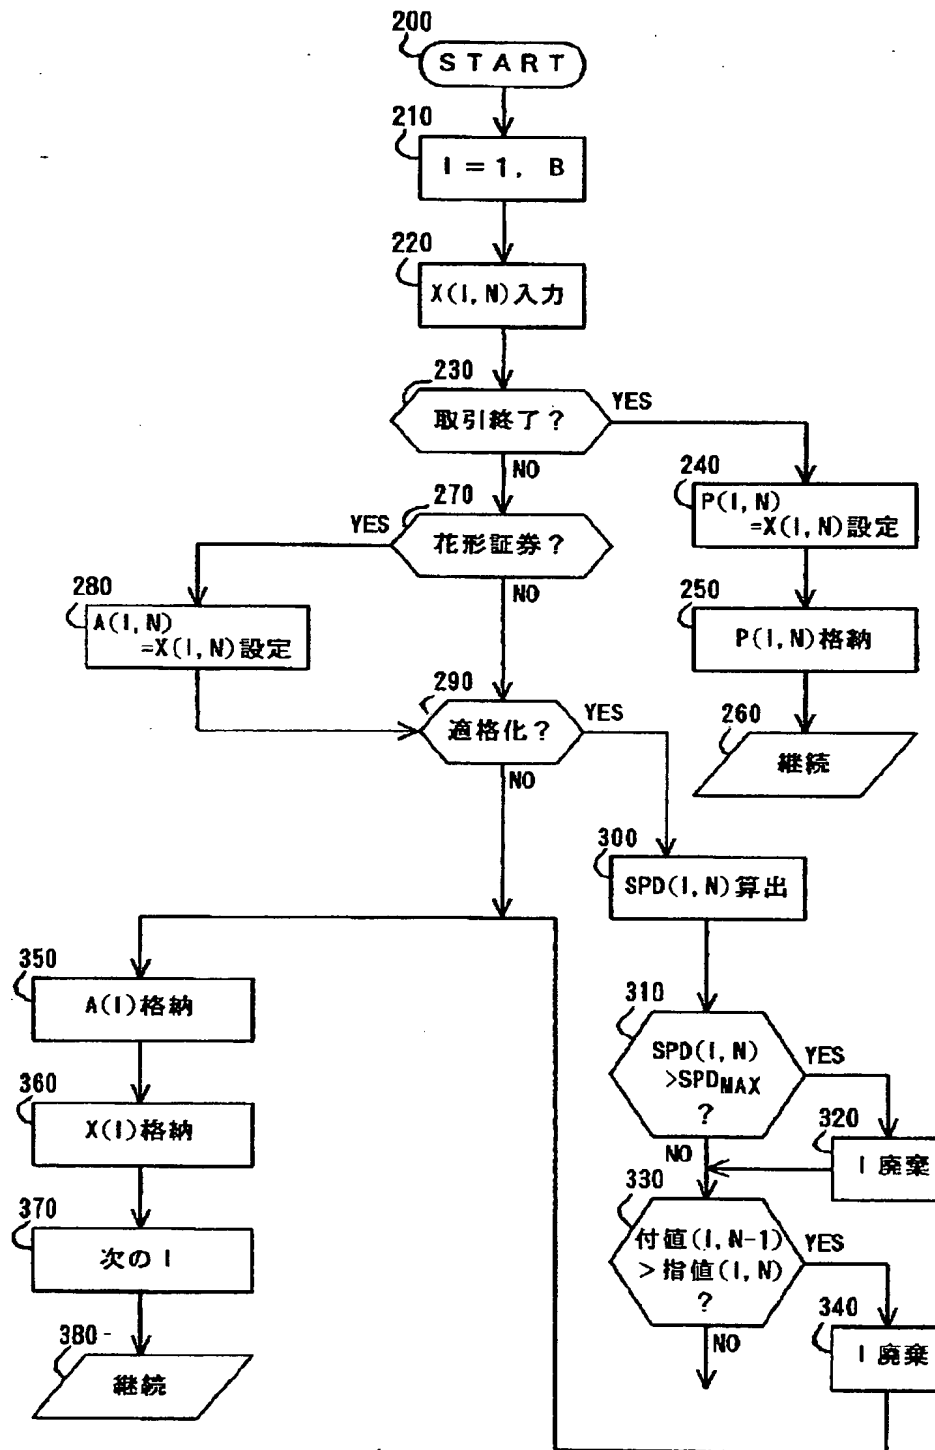 200
START
210
I = 1, B
220
X(I,N)入力
230
取引終了?
YES
NO
240
P(I,N)
=X(I,N)設定
250
P(I,N)格納
260
継続
270
花形証券?
YES
NO
280
A(I,N)
=X(I,N)設定
290
適格化?
YES
NO
300
SPD(I,N)算出
310
SPD(I,N)
>SPDMAX
?
YES
NO
320
I 廃棄
330
付値(I,N-1)
>指値(I,N)
?
YES
NO
340
I 廃棄
350
A(I)格納
360
X(I)格納
370
次の I
380
継続